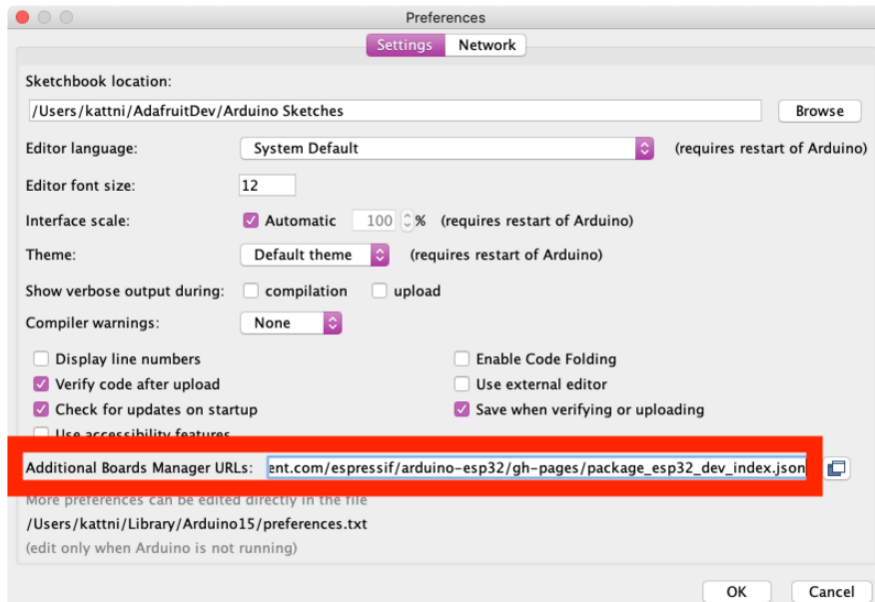 Preferences
Settings Network
Sketchbook location:
/Users/kattni/AdafruitDev/Arduino Sketches Browse
Editor language: System Default (requires restart of Arduino)
Editor font size: 12
Interface scale: Automatic 100 % (requires restart of Arduino)
Theme: Default theme (requires restart of Arduino)
Show verbose output during: compilation upload
Compiler warnings: None
Display line numbers Enable Code Folding
Verify code after upload Use external editor
Check for updates on startup Save when verifying or uploading
Use accessibility features
Additional Boards Manager URLs: ent.com/espressif/arduino-esp32/gh-pages/package_esp32_dev_index.json
More preferences can be edited directly in the file
/Users/kattni/Library/Arduino15/preferences.txt
(edit only when Arduino is not running)
OK Cancel